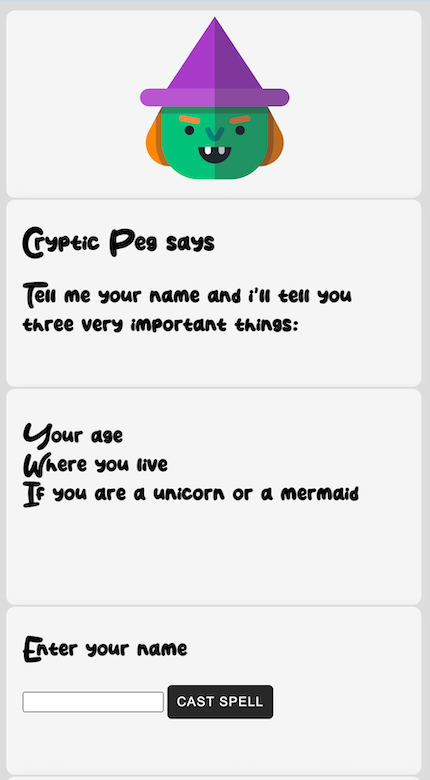 Cryptic Peg says
Tell me your name and i'll tell you
three very important things:
Your age
Where you live
If you are a unicorn or a mermaid
Enter your name
CAST SPELL